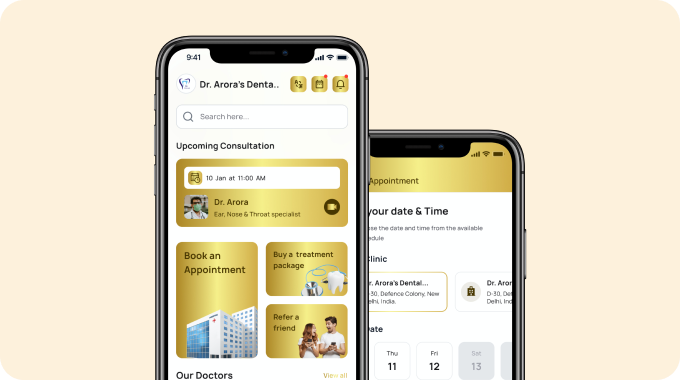 9:41
Dr. Arora's Denta..
Search here...
Upcoming Consultation
10 Jan at 11:00 AM
Dr. Arora
Ear, Nose & Throat specialist
Book an
Appointment
Buy a treatment
package
Refer a
friend
Our Doctors
View all
Appointment
your date & Time
ose the date and time from the available
edule
Clinic
r. Arora's Dental...
-30, Defence Colony, New
elhi, India.
Dr. Aror
D-30, Def
Delhi, Ind
Date
Thu
11
Fri
12
Sat
13